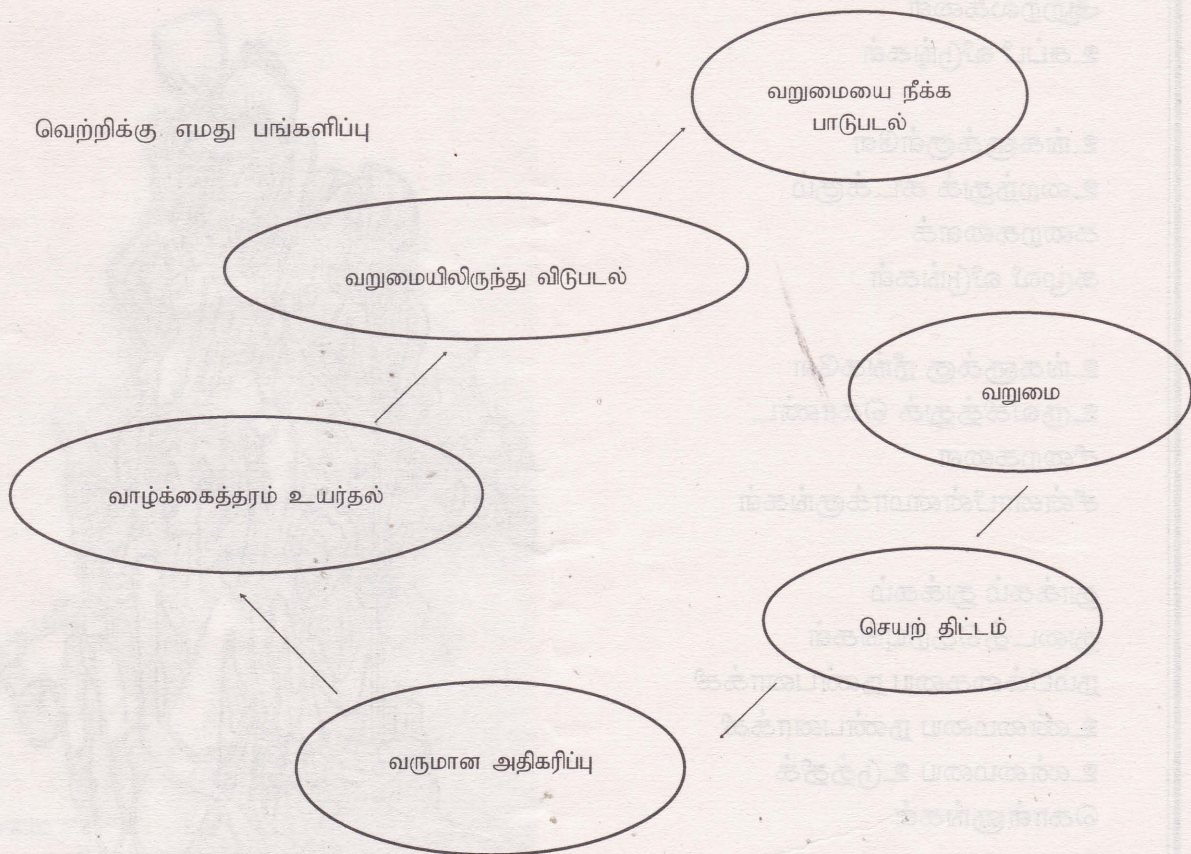 வறுமையை நீக்க
பாடுபடல்
வெற்றிக்கு எமது பங்களிப்பு
வறுமையிலிருந்து விடுபடல்
வறுமை
வாழ்க்கைத்தரம் உயர்தல்
செயற் திட்டம்
வருமான அதிகரிப்பு